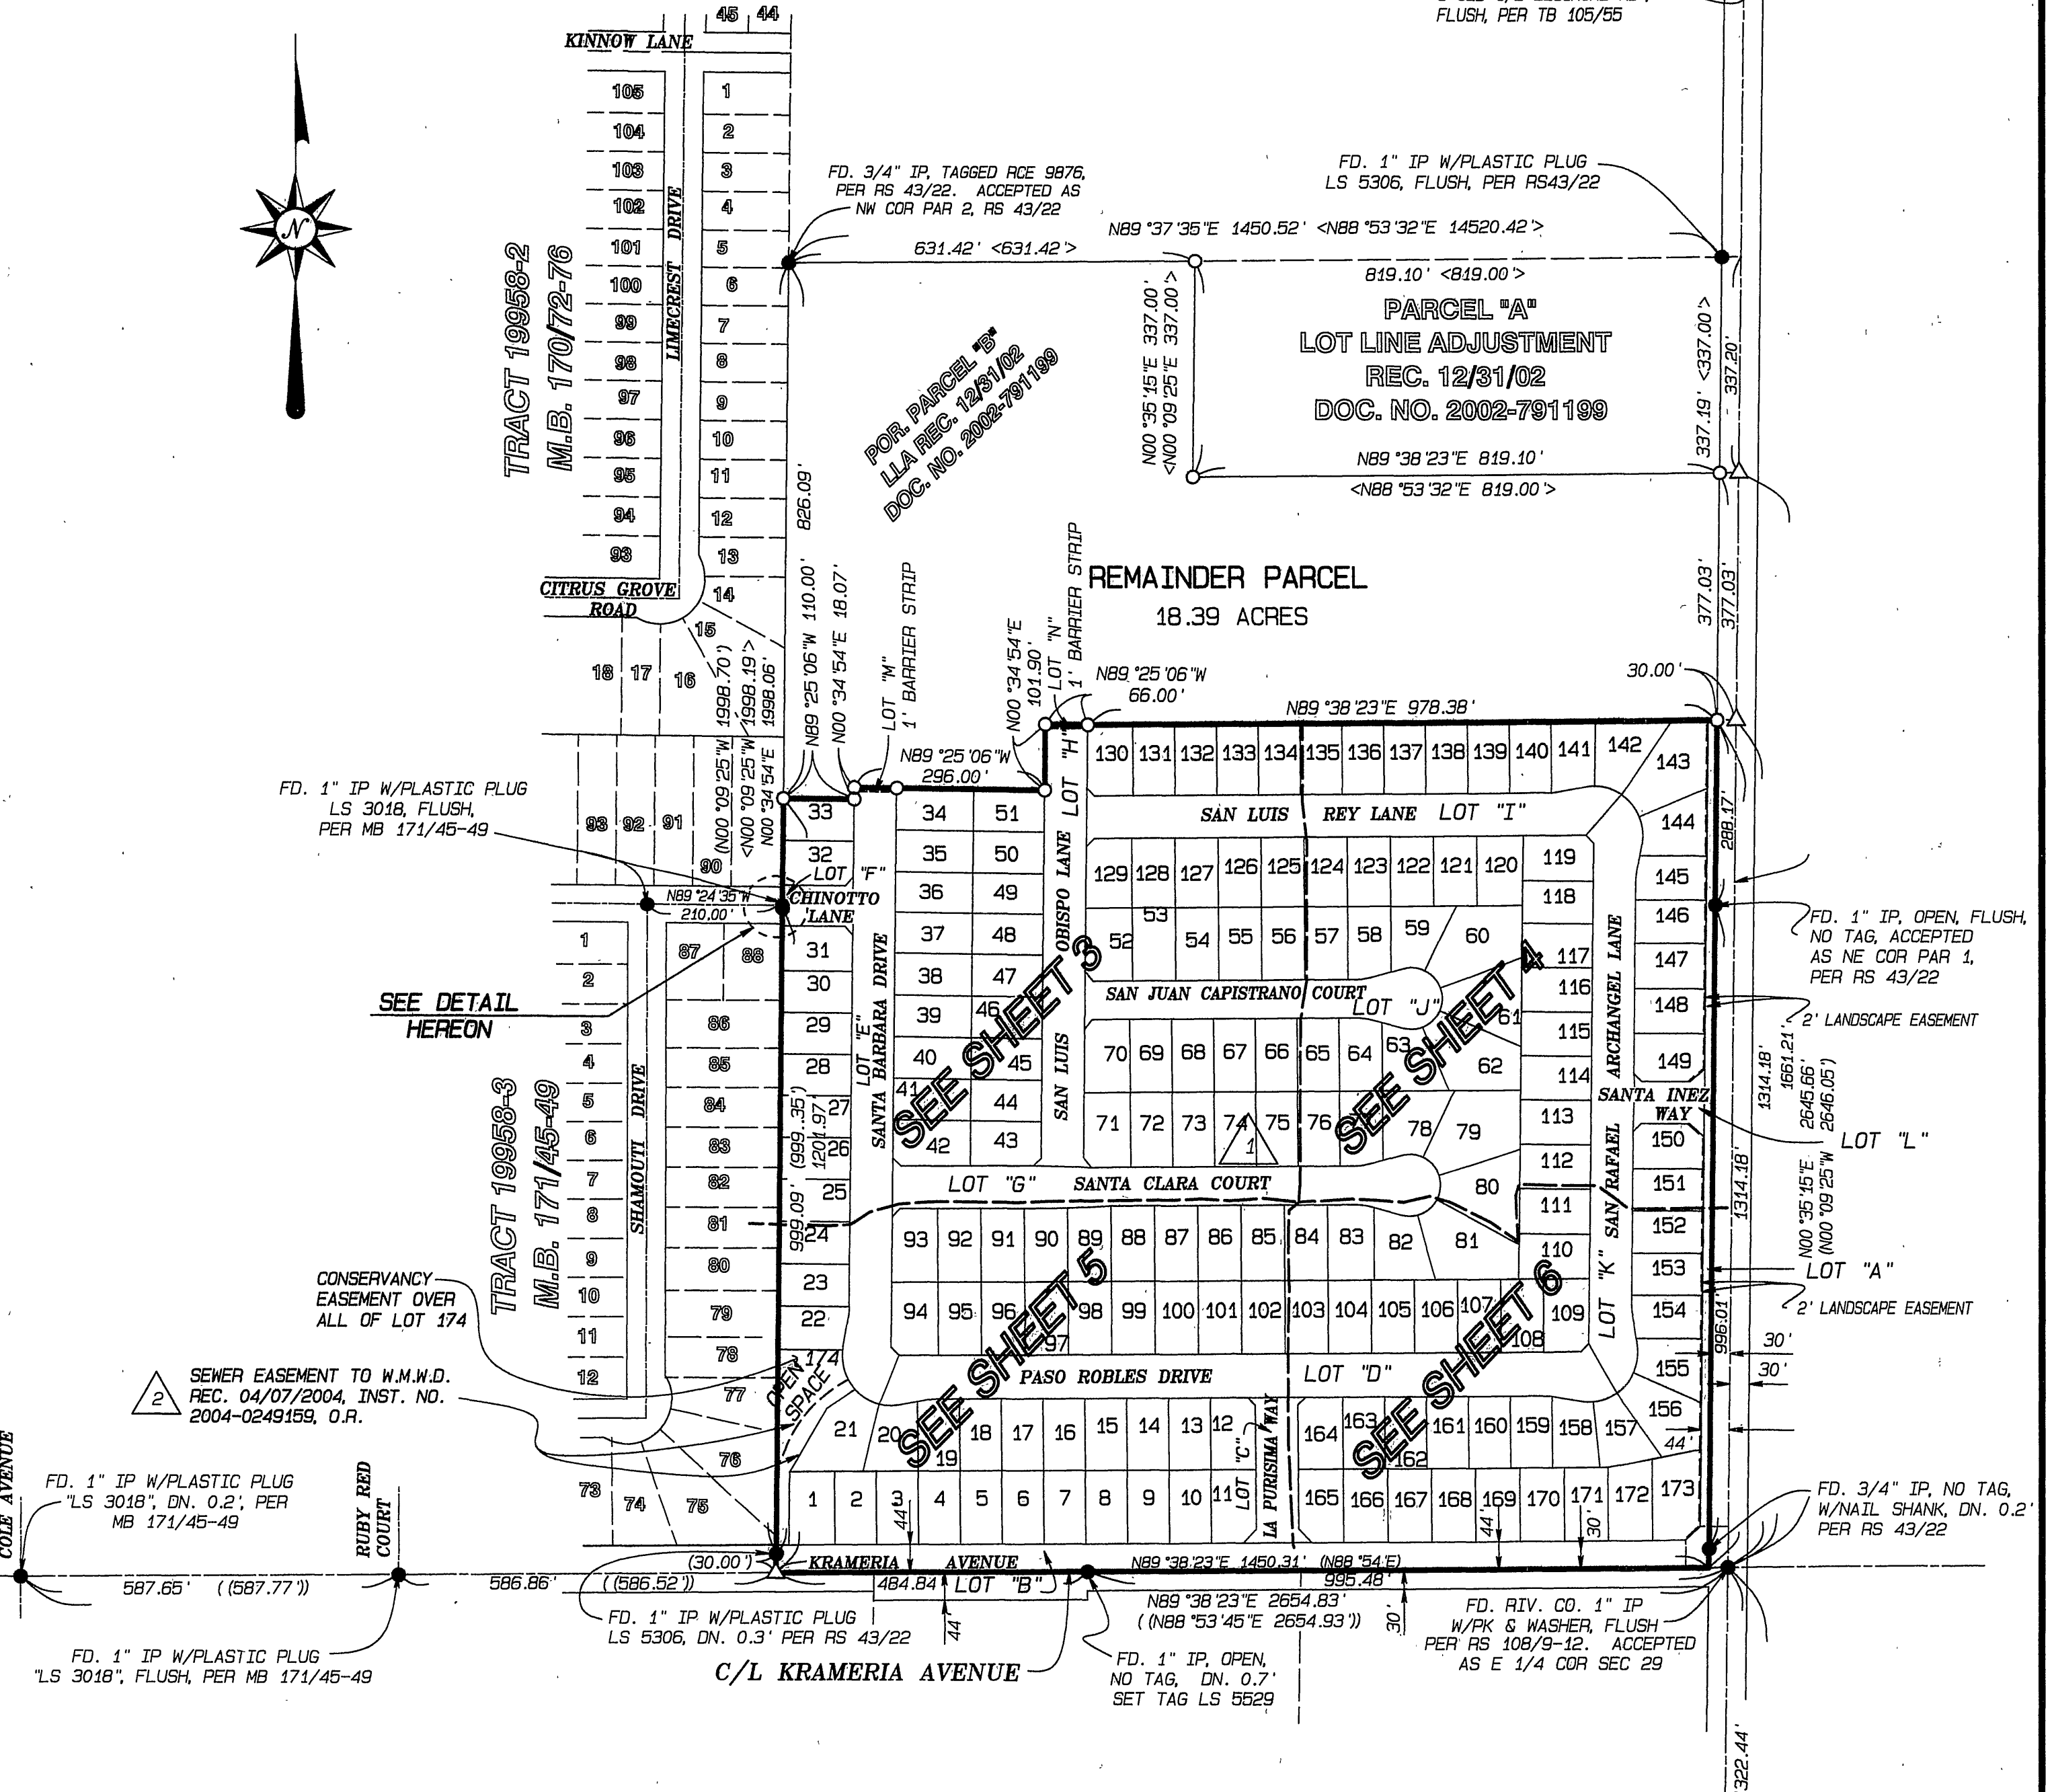 45 44
KINNOW LANE
FLUSH, PER TB 105/55
105
104
103
102
101
100
99
98
97
96
95
94
93
1
2
3
4
5
6
7
8
9
10
11
12
13
14
15
16
17
18
LIMECREST DRIVE
TRACT 19958-2
M.B. 170/72-76
CITRUS GROVE
ROAD
N
FD. 3/4" IP, TAGGED RCE 9876,
PER RS 43/22. ACCEPTED AS
NW COR PAR 2, RS 43/22
FD. 1" IP W/PLASTIC PLUG
LS 5306, FLUSH, PER RS43/22
N89°37'35"E 1450.52' <N88°53'32"E 14520.42'>
631.42' <631.42'>
819.10' <819.00'>
PARCEL "A"
LOT LINE ADJUSTMENT
REC. 12/31/02
DOC. NO. 2002-791199
N00°35'15"E 337.00'
<N00°09'25"E 337.00'>
337.19' <337.00'>
337.20'
N89°38'23"E 819.10'
<N88°53'32"E 819.00'>
POR. PARCEL "B"
LLA REC. 12/31/02
DOC. NO. 2002-791199
826.09'
REMAINDER PARCEL
18.39 ACRES
377.03'
377.03'
30.00'
N89°25'06"W 110.00'
N00°34'54"E 18.07'
LOT "M"
1' BARRIER STRIP
N00°34'54"E
101.90'
LOT "N"
1' BARRIER STRIP
N89°25'06"W
66.00'
N89°38'23"E 978.38'
N89°25'06"W
296.00'
(N00°09'25"W 1998.70')
<N00°09'25"W 1998.19'>
N00°34'54"E 1998.06'
FD. 1" IP W/PLASTIC PLUG
LS 3018, FLUSH,
PER MB 171/45-49
93 92 91
90
N89°24'35"W
210.00'
LOT "F"
CHINOTTO
LANE
SEE DETAIL
HEREON
TRACT 19958-3
M.B. 171/45-49
SHAMOUTI DRIVE
1
2
3
4
5
6
7
8
9
10
11
12
87 88
86
85
84
83
82
81
80
79
78
77
76
75
74
73
33
32
31
30
29
28
27
26
25
24
23
22
(999.35')
1201.97'
999.09'
LOT "E"
SANTA BARBARA DRIVE
34 51
35 50
36 49
37 48
38 47
39 46
40 45
41 44
42 43
SEE SHEET 3
LOT "H"
SAN LUIS OBISPO LANE
130 131 132 133 134 135 136 137 138 139 140 141 142 143
SAN LUIS REY LANE LOT "I"
129 128 127 126 125 124 123 122 121 120 119
118
117
116
115
114
113
112
111
110
109
52 53 54 55 56 57 58 59 60
SAN JUAN CAPISTRANO COURT
LOT "J"
61
62
70 69 68 67 66 65 64 63
71 72 73 74 75 76 78 79
80
1
SEE SHEET 4
LOT "G" SANTA CLARA COURT
LOT "K" SAN RAFAEL ARCHANGEL LANE
144
145
146
147
148
149
SANTA INEZ
WAY
150
151
152
153
154
155
156
288.17'
FD. 1" IP, OPEN, FLUSH,
NO TAG, ACCEPTED
AS NE COR PAR 1,
PER RS 43/22
2' LANDSCAPE EASEMENT
1314.18'
1661.21'
N00°35'15"E 2645.66'
(N00°09'25"W 2646.05')
1314.18'
LOT "L"
LOT "A"
2' LANDSCAPE EASEMENT
996.01
30'
30'
44'
93 92 91 90 89 88 87 86 85 84 83 82 81
94 95 96 97 98 99 100 101 102 103 104 105 106 107 108
SEE SHEET 5
SEE SHEET 6
PASO ROBLES DRIVE LOT "D"
CONSERVANCY
EASEMENT OVER
ALL OF LOT 174
2
SEWER EASEMENT TO W.M.W.D.
REC. 04/07/2004, INST. NO.
2004-0249159, O.R.
OPEN
SPACE
21 20 19 18 17 16 15 14 13 12
LOT "C"
LA PURISIMA WAY
164 163 162 161 160 159 158 157
1 2 3 4 5 6 7 8 9 10 11
165 166 167 168 169 170 171 172 173
44'
44'
30'
COLE AVENUE
FD. 1" IP W/PLASTIC PLUG
"LS 3018", DN. 0.2', PER
MB 171/45-49
RUBY RED
COURT
587.65' ((587.77'))
586.86' ((586.52'))
(30.00')
KRAMERIA AVENUE
484.84'
LOT "B"
N89°38'23"E 1450.31' (N88°54'E)
995.48'
N89°38'23"E 2654.83'
((N88°53'45"E 2654.93'))
44'
30'
FD. 3/4" IP, NO TAG,
W/NAIL SHANK, DN. 0.2'
PER RS 43/22
FD. 1" IP W/PLASTIC PLUG
"LS 3018", FLUSH, PER MB 171/45-49
FD. 1" IP W/PLASTIC PLUG
LS 5306, DN. 0.3' PER RS 43/22
C/L KRAMERIA AVENUE
FD. 1" IP, OPEN,
NO TAG, DN. 0.7'
SET TAG LS 5529
FD. RIV. CO. 1" IP
W/PK & WASHER, FLUSH
PER RS 108/9-12. ACCEPTED
AS E 1/4 COR SEC 29
322.44'